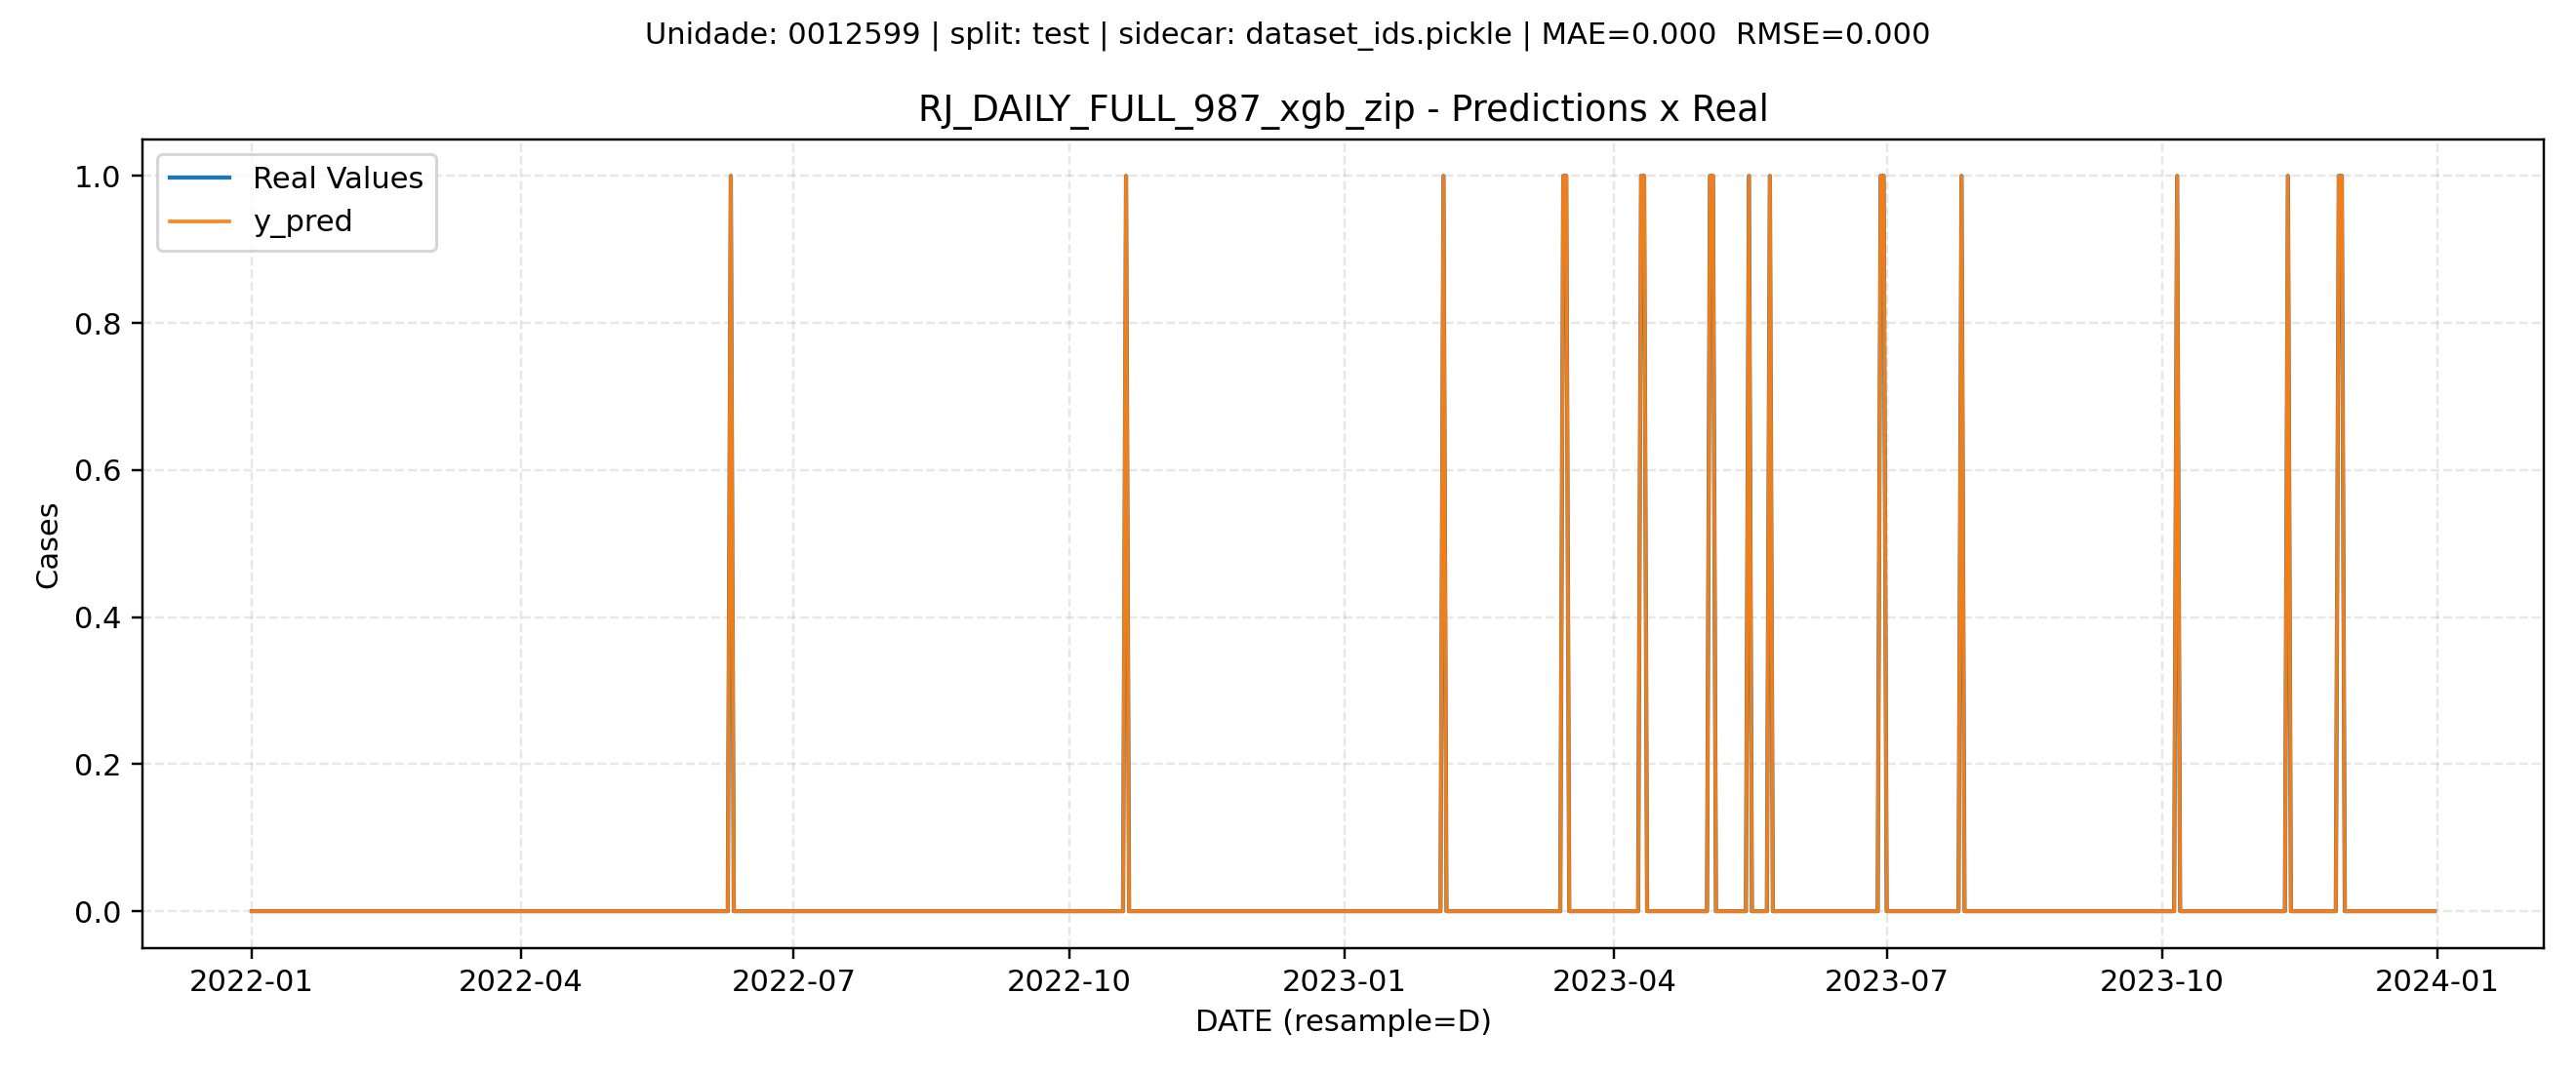 Unidade: 0012599 | split: test | sidecar: dataset_ids.pickle | MAE=0.000  RMSE=0.000
RJ_DAILY_FULL_987_xgb_zip - Predictions x Real
Real Values
y_pred
1.0
0.8
0.6
0.4
0.2
0.0
Cases
2022-01 2022-04 2022-07 2022-10 2023-01 2023-04 2023-07 2023-10 2024-01
DATE (resample=D)